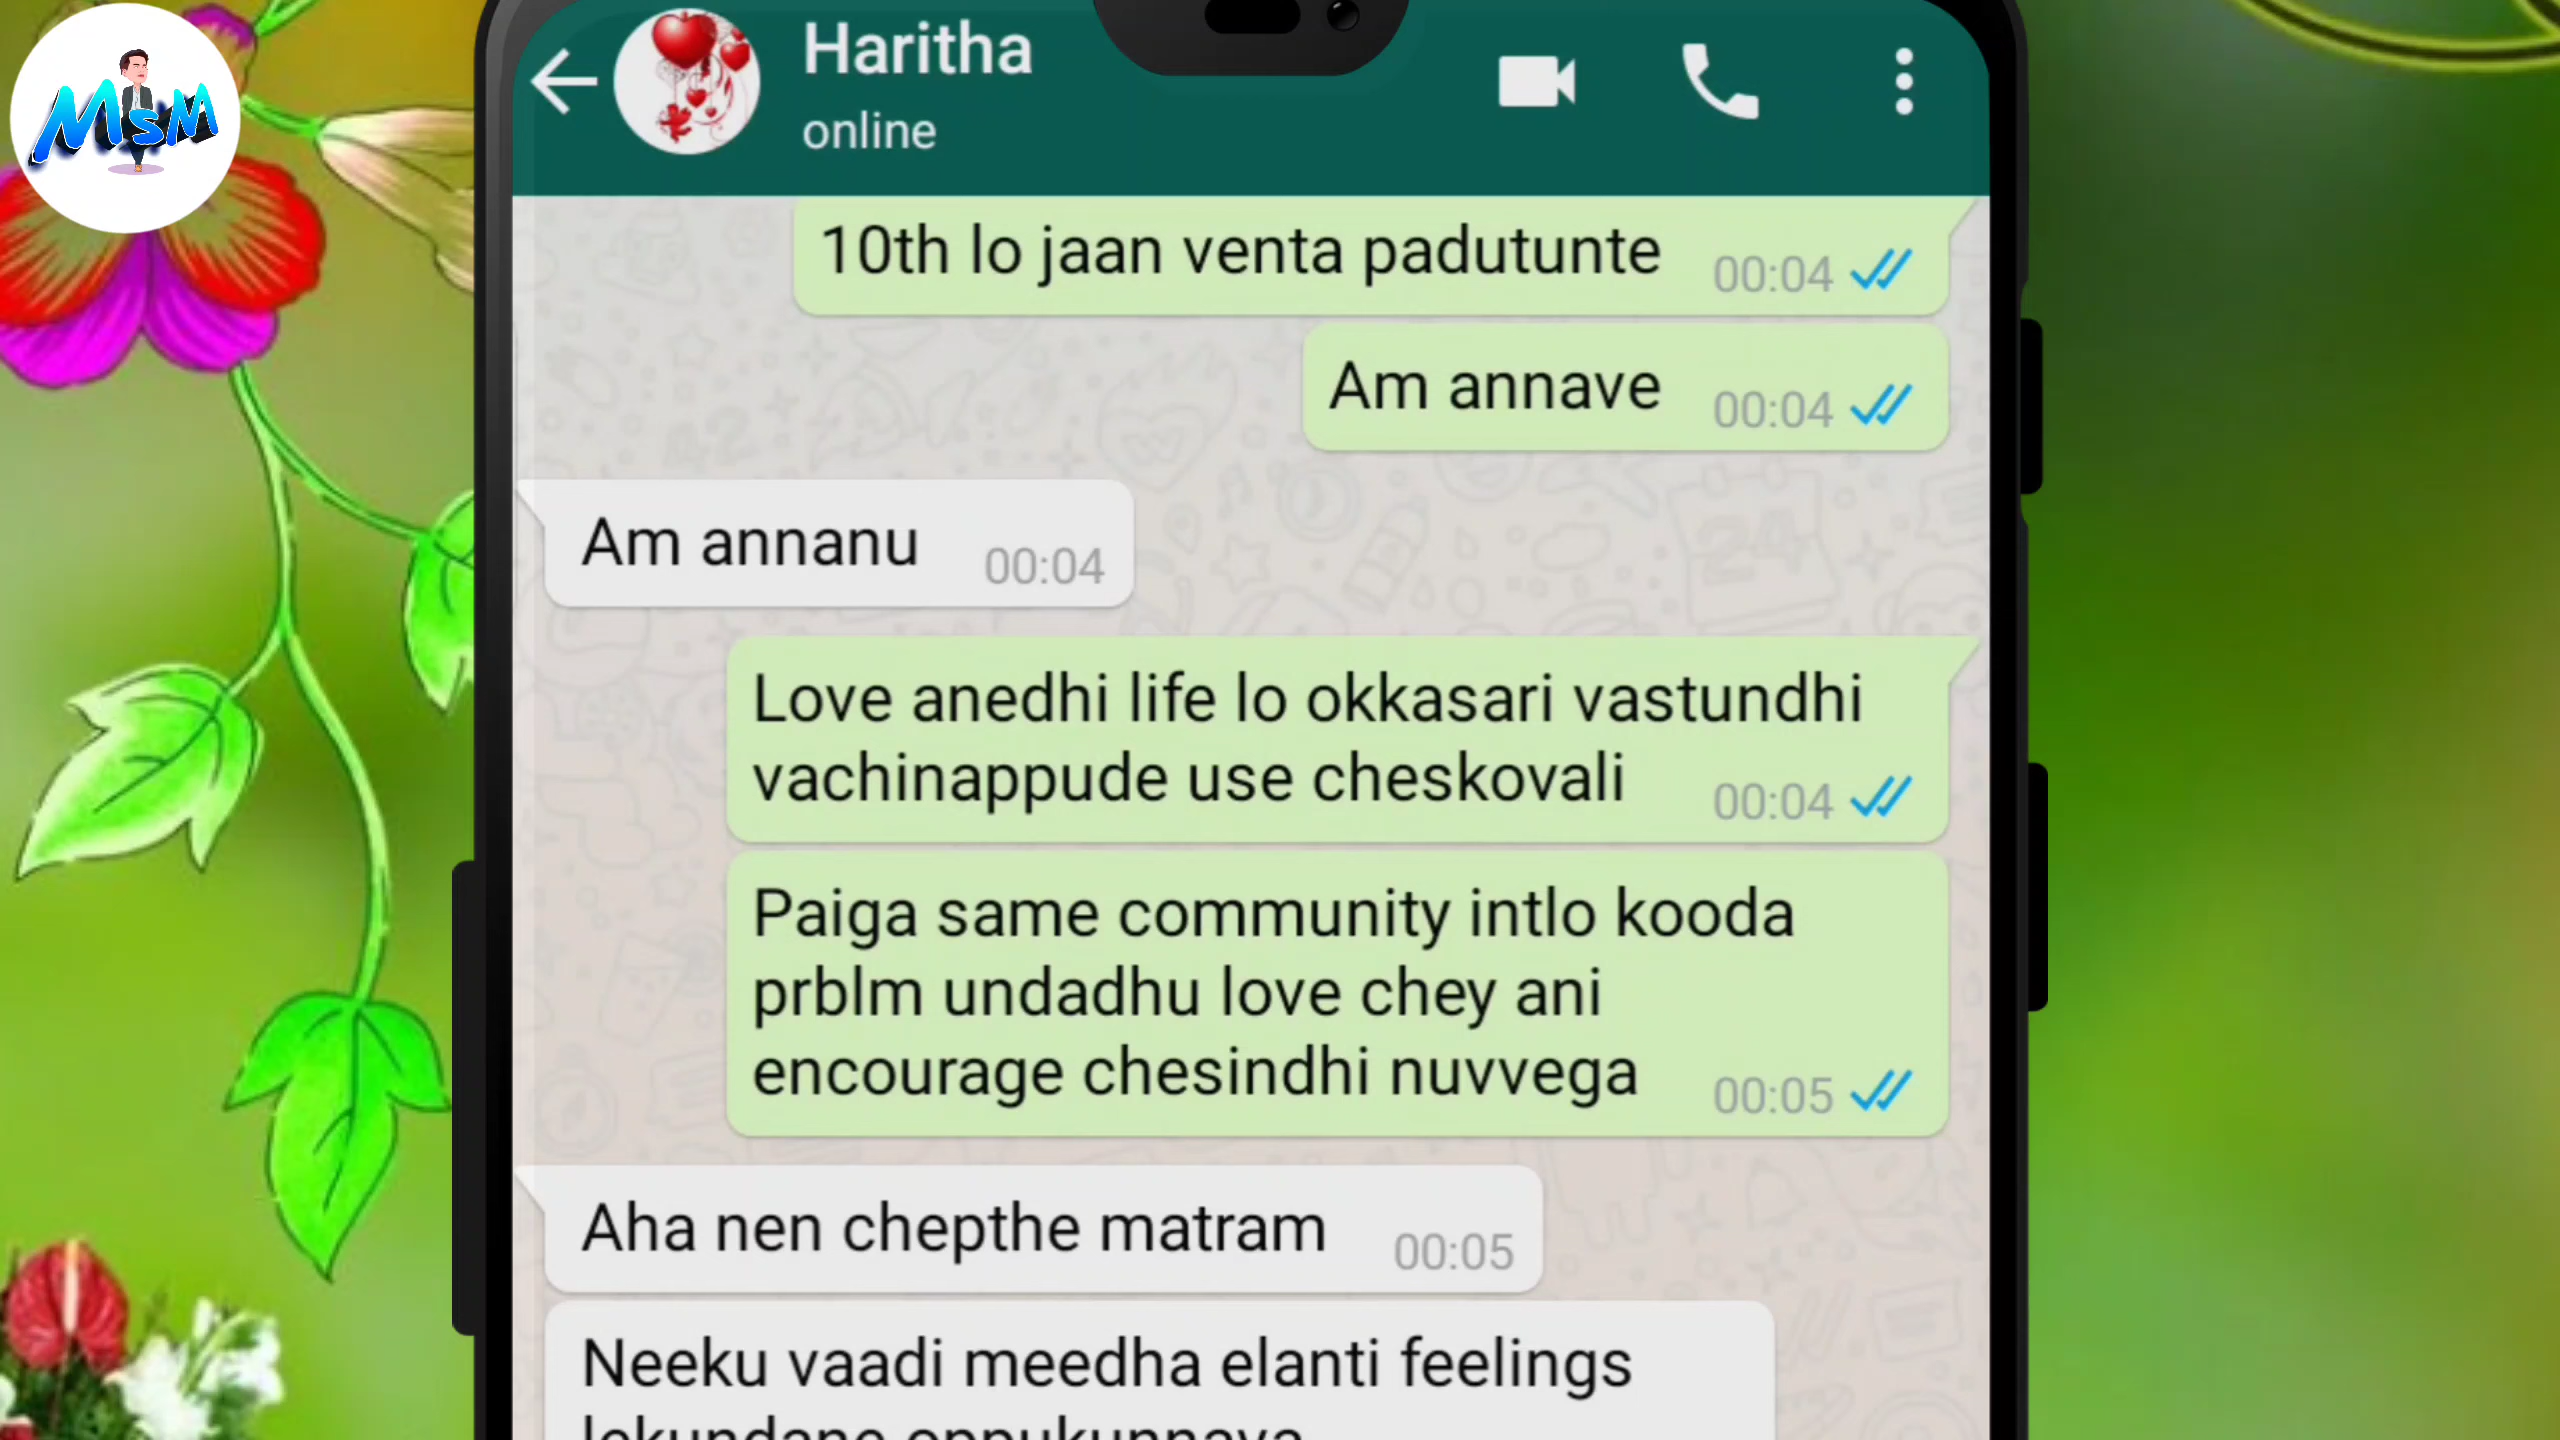 MSM
Haritha
online
10th lo jaan venta padutunte 00:04
Am annave 00:04
Am annanu 00:04
Love anedhi life lo okkasari vastundhi
vachinappude use cheskovali 00:04
Paiga same community intlo kooda
prblm undadhu love chey ani
encourage chesindhi nuvvega 00:05
Aha nen chepthe matram 00:05
Neeku vaadi meedha elanti feelings